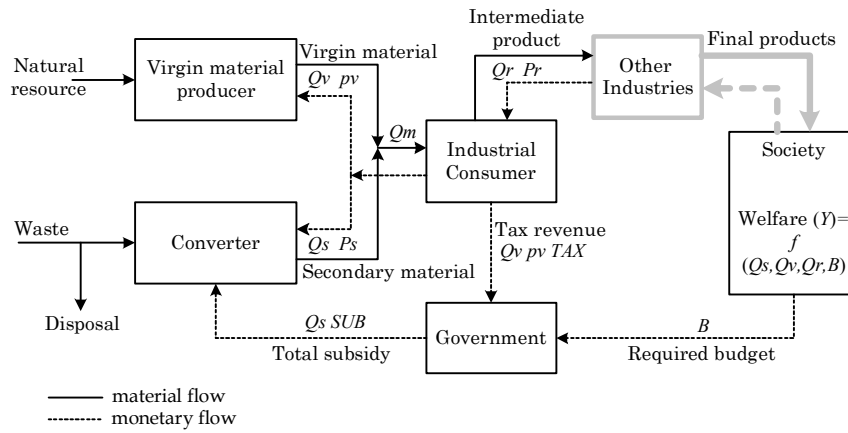 Intermediate
product
Final products
Natural
resource
Virgin material
producer
Virgin material
Qv pv
Qr Pr
Other
Industries
Qm
Industrial
Consumer
Society
Welfare (Y)=
f
(Qs,Qv,Qr,B)
Waste
Converter
Qs Ps
Secondary material
Tax revenue
Qv pv TAX
Disposal
Qs SUB
Total subsidy
Government
B
Required budget
material flow
monetary flow